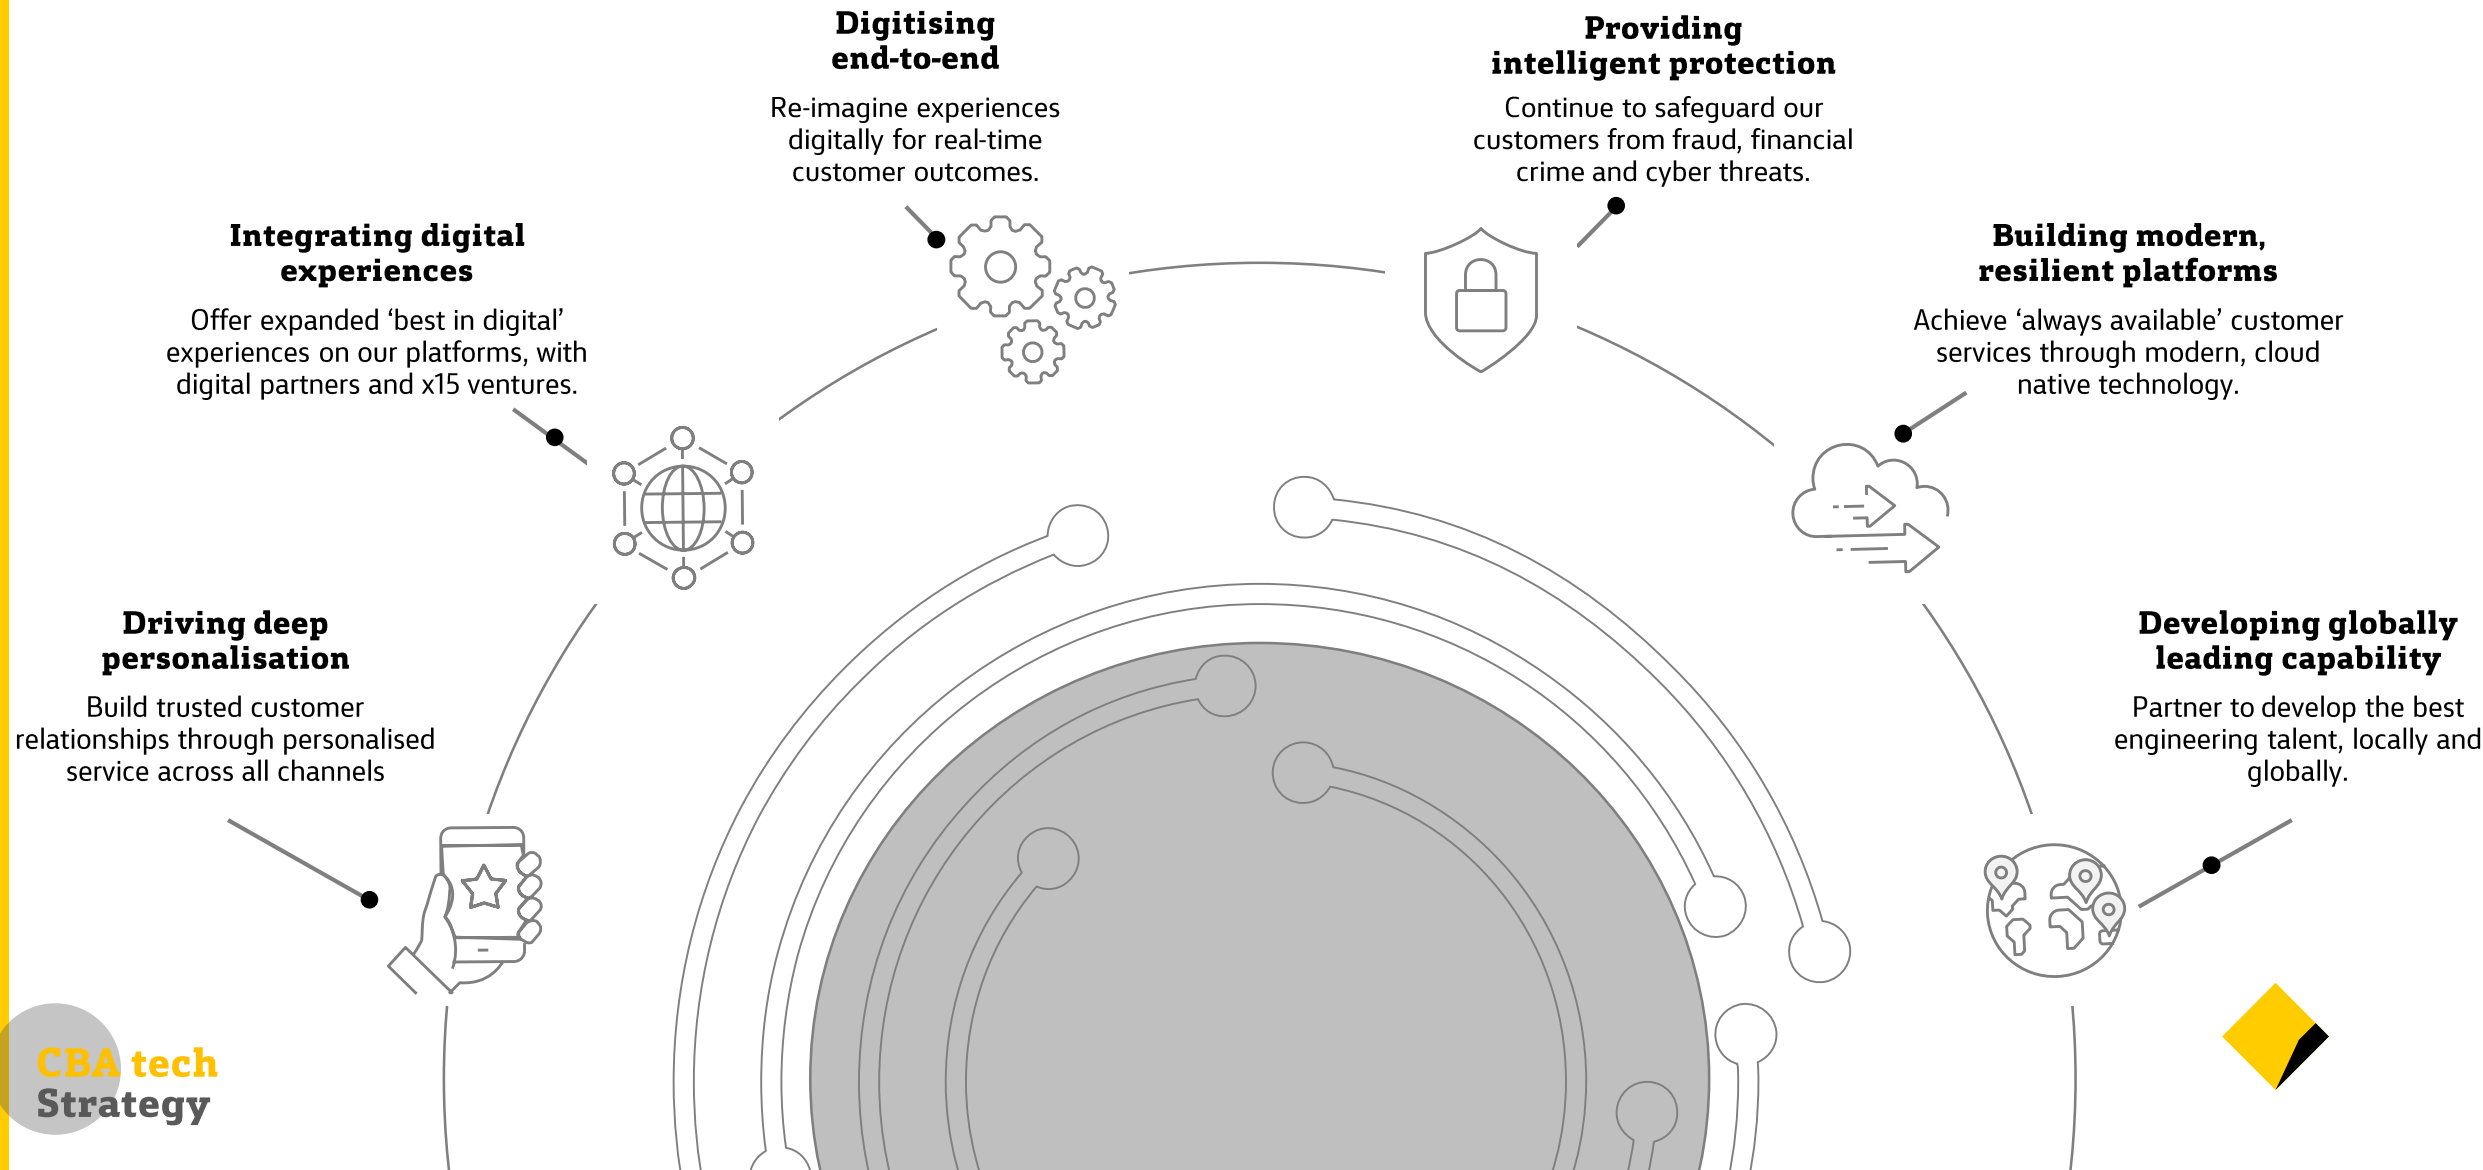 Digitising
end-to-end
Re-imagine experiences
digitally for real-time
customer outcomes.
Providing
intelligent protection
Continue to safeguard our
customers from fraud, financial
crime and cyber threats.
Integrating digital
experiences
Offer expanded ‘best in digital’
experiences on our platforms, with
digital partners and x15 ventures.
Building modern,
resilient platforms
Achieve ‘always available’ customer
services through modern, cloud
native technology.
Driving deep
personalisation
Build trusted customer
relationships through personalised
service across all channels
Developing globally
leading capability
Partner to develop the best
engineering talent, locally and
globally.
CBA tech
Strategy